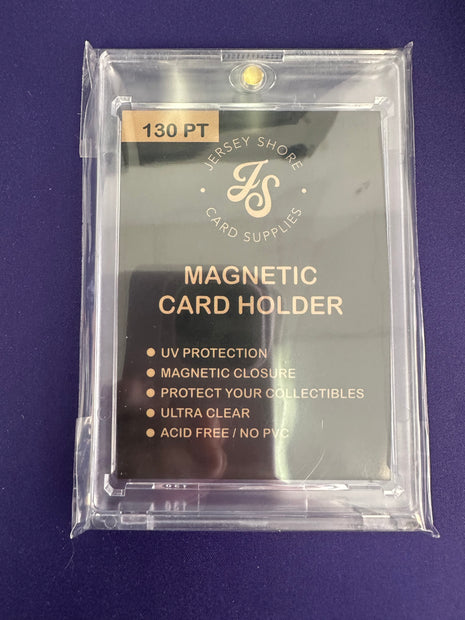 130 PT
JERSEY SHORE
JS
CARD SUPPLIES
MAGNETIC
CARD HOLDER
UV PROTECTION
MAGNETIC CLOSURE
PROTECT YOUR COLLECTIBLES
ULTRA CLEAR
ACID FREE / NO PVC